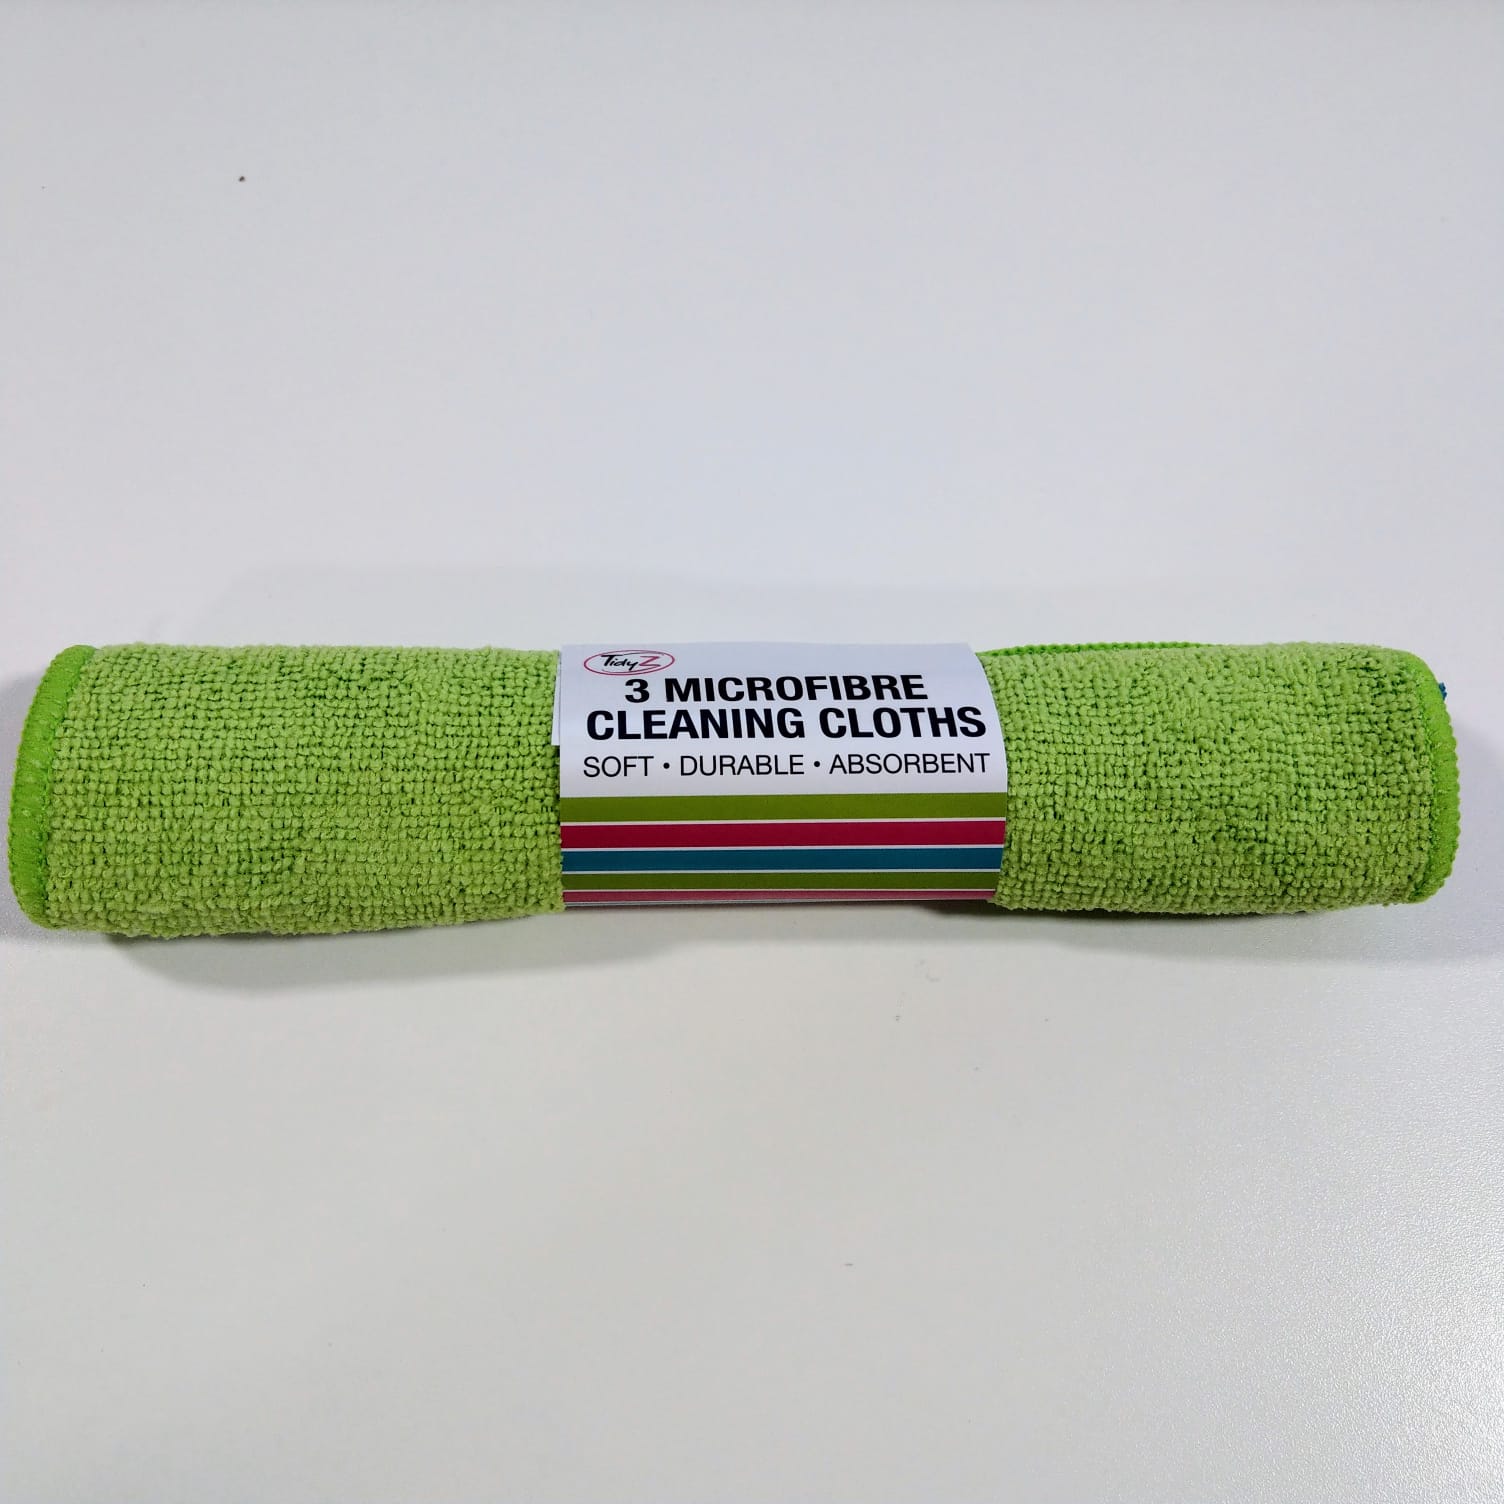 TidyZ
3 MICROFIBRE
CLEANING CLOTHS
SOFT • DURABLE • ABSORBENT